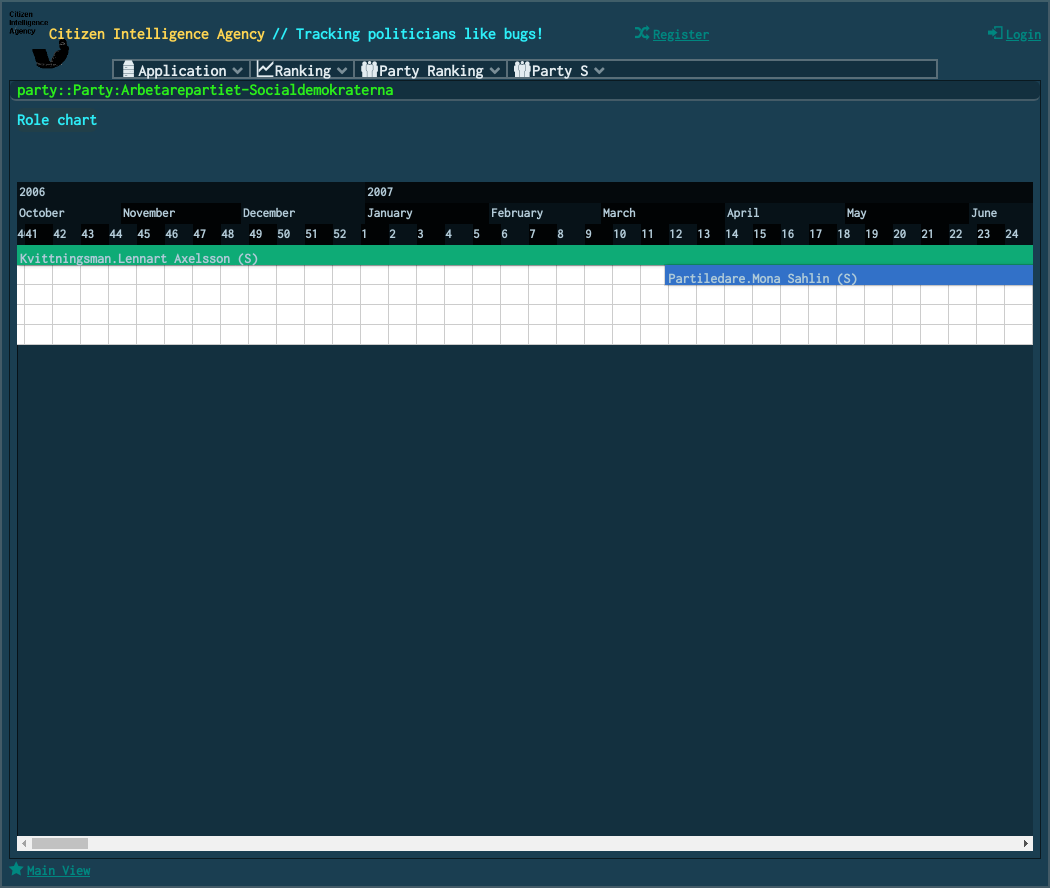 Citizen
Intelligence
Agency
Citizen Intelligence Agency // Tracking politicians like bugs!
Register
Login
Application
Ranking
Party Ranking
Party S
party::Party:Arbetarepartiet-Socialdemokraterna
Role chart
2006 2007
October November December January February March April May June
41 42 43 44 45 46 47 48 49 50 51 52 1 2 3 4 5 6 7 8 9 10 11 12 13 14 15 16 17 18 19 20 21 22 23 24
Kvittningsman.Lennart Axelsson (S)
Partiledare.Mona Sahlin (S)
Main View